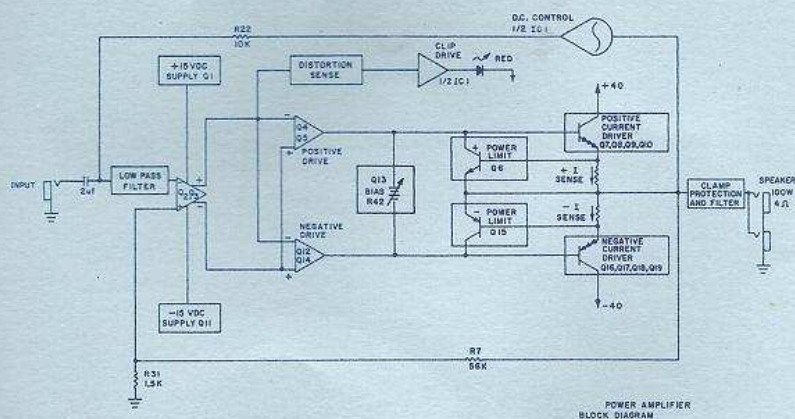 D.C. CONTROL
1/2 IC1
R22
10K
+15VDC
SUPPLY Q1
DISTORTION
SENSE
CLIP
DRIVE
1/2 IC1
RED
+40
INPUT
2uf
LOW PASS
FILTER
+
-
Q2,Q3
-
Q4
Q5
+
POSITIVE
DRIVE
Q13
BIAS
R42
+
POWER
LIMIT
Q6
POSITIVE
CURRENT
DRIVER
Q7,Q8,Q9,Q10
+ I
SENSE
- I
SENSE
-
POWER
LIMIT
Q15
CLAMP
PROTECTION
AND FILTER
SPEAKER
100W
4Ω
NEGATIVE
DRIVE
-
Q12
Q14
+
NEGATIVE
CURRENT
DRIVER
Q16,Q17,Q18,Q19
-40
-15 VDC
SUPPLY Q11
R7
56K
R31
1.5K
POWER AMPLIFIER
BLOCK DIAGRAM